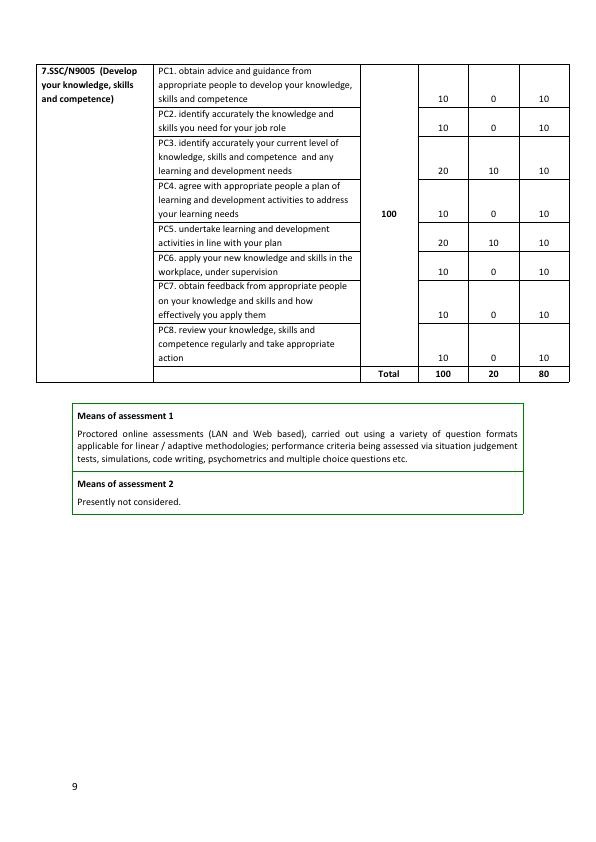 7.SSC/N9005 (Develop
your knowledge, skills
and competence)
PC1. obtain advice and guidance from
appropriate people to develop your knowledge,
skills and competence
100
10 0 10
PC2. identify accurately the knowledge and
skills you need for your job role
10 0 10
PC3. identify accurately your current level of
knowledge, skills and competence and any
learning and development needs
20 10 10
PC4. agree with appropriate people a plan of
learning and development activities to address
your learning needs
10 0 10
PC5. undertake learning and development
activities in line with your plan
20 10 10
PC6. apply your new knowledge and skills in the
workplace, under supervision
10 0 10
PC7. obtain feedback from appropriate people
on your knowledge and skills and how
effectively you apply them
10 0 10
PC8. review your knowledge, skills and
competence regularly and take appropriate
action
10 0 10
Total 100 20 80
Means of assessment 1
Proctored online assessments (LAN and Web based), carried out using a variety of question formats
applicable for linear / adaptive methodologies; performance criteria being assessed via situation judgement
tests, simulations, code writing, psychometrics and multiple choice questions etc.
Means of assessment 2
Presently not considered.
9